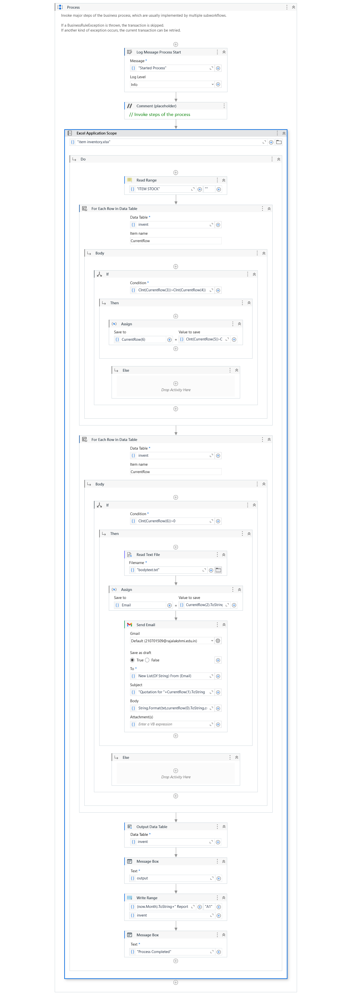 Process
Invoke major steps of the business process, which are usually implemented by multiple subworkflows.
If a BusinessRuleException is thrown, the transaction is skipped.
If another kind of exception occurs, the current transaction can be retried.
Log Message Process Start
Message *
"Started Process"
Log Level
Info
Comment (placeholder)
// Invoke steps of the process
Excel Application Scope
"item inventory.xlsx"
Do
Read Range
"ITEM STOCK" ""
For Each Row in Data Table
Data Table *
invent
Item name
CurrentRow
Body
If
Condition *
CInt(CurrentRow(3))>CInt(CurrentRow(4))
Then
Assign
Save to Value to save
CurrentRow(6) = CInt(CurrentRow(5))-C
Else
Drop Activity Here
For Each Row in Data Table
Data Table *
invent
Item name
CurrentRow
Body
If
Condition *
CInt(CurrentRow(6))>0
Then
Read Text File
Filename *
"bodytext.txt"
Assign
Save to Value to save
Email = CurrentRow(2).ToString
Send Email
Gmail
Default (210701509@rajalakshmi.edu.in)
Save as draft
True False
To *
New List(Of String) From {Email}
Subject
"Quotation for "+CurrentRow(1).ToString
Body
String.Format(txt,currentRow(0).ToString,c
Attachment(s)
Enter a VB expression
Else
Drop Activity Here
Output Data Table
Data Table *
invent
Message Box
Text *
output
Write Range
(now.Month).ToString+" Report "A1"
invent
Message Box
Text *
"Process Completed"